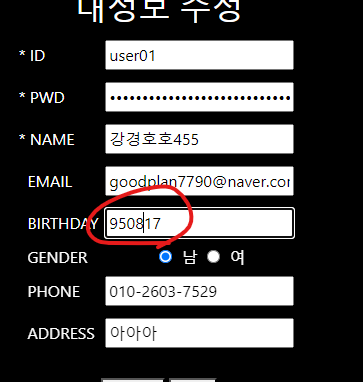 내정보 수정
* ID user01
* PWD ••••••••••••••••••••••••••••
* NAME 강경호호455
EMAIL goodplan7790@naver.con
BIRTHDAY 950817
GENDER 남 여
PHONE 010-2603-7529
ADDRESS 아아아